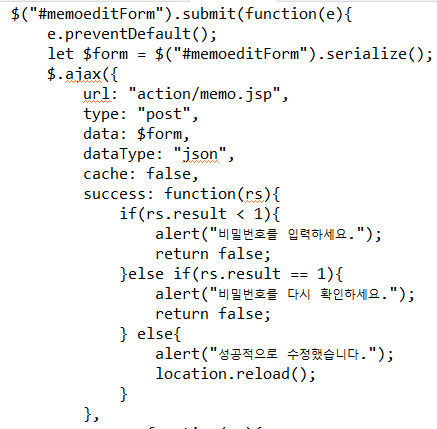 $("#memoeditForm").submit(function(e){
e.preventDefault();
let $form = $("#memoeditForm").serialize();
$.ajax({
url: "action/memo.jsp",
type: "post",
data: $form,
dataType: "json",
cache: false,
success: function(rs){
if(rs.result < 1){
alert("비밀번호를 입력하세요.");
return false;
}else if(rs.result == 1){
alert("비밀번호를 다시 확인하세요.");
return false;
} else{
alert("성공적으로 수정했습니다.");
location.reload();
}
},